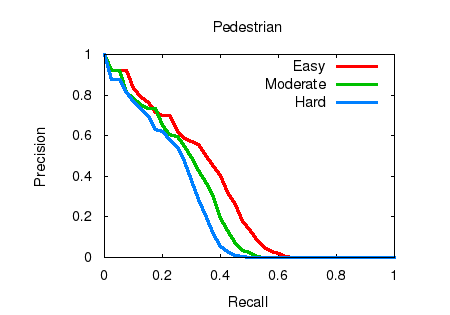 Pedestrian
Easy
Moderate
Hard
Precision
1
0.8
0.6
0.4
0.2
0
0 0.2 0.4 0.6 0.8 1
Recall